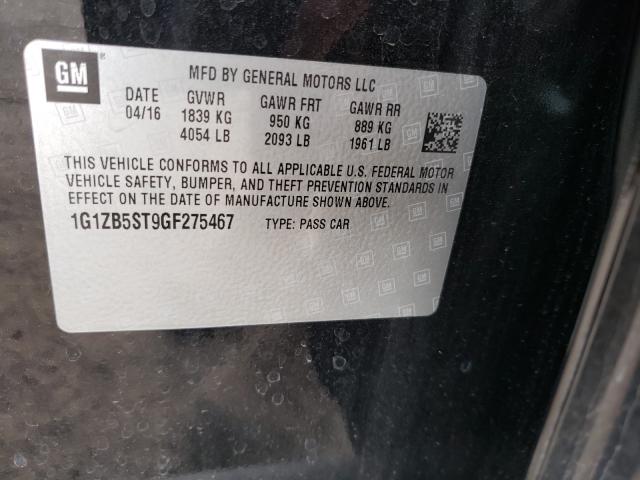 GM
MFD BY GENERAL MOTORS LLC
DATE GVWR GAWR FRT GAWR RR
04/16 1839 KG 950 KG 889 KG
4054 LB 2093 LB 1961 LB
THIS VEHICLE CONFORMS TO ALL APPLICABLE U.S. FEDERAL MOTOR
VEHICLE SAFETY, BUMPER, AND THEFT PREVENTION STANDARDS IN
EFFECT ON THE DATE OF MANUFACTURE SHOWN ABOVE.
1G1ZB5ST9GF275467 TYPE: PASS CAR